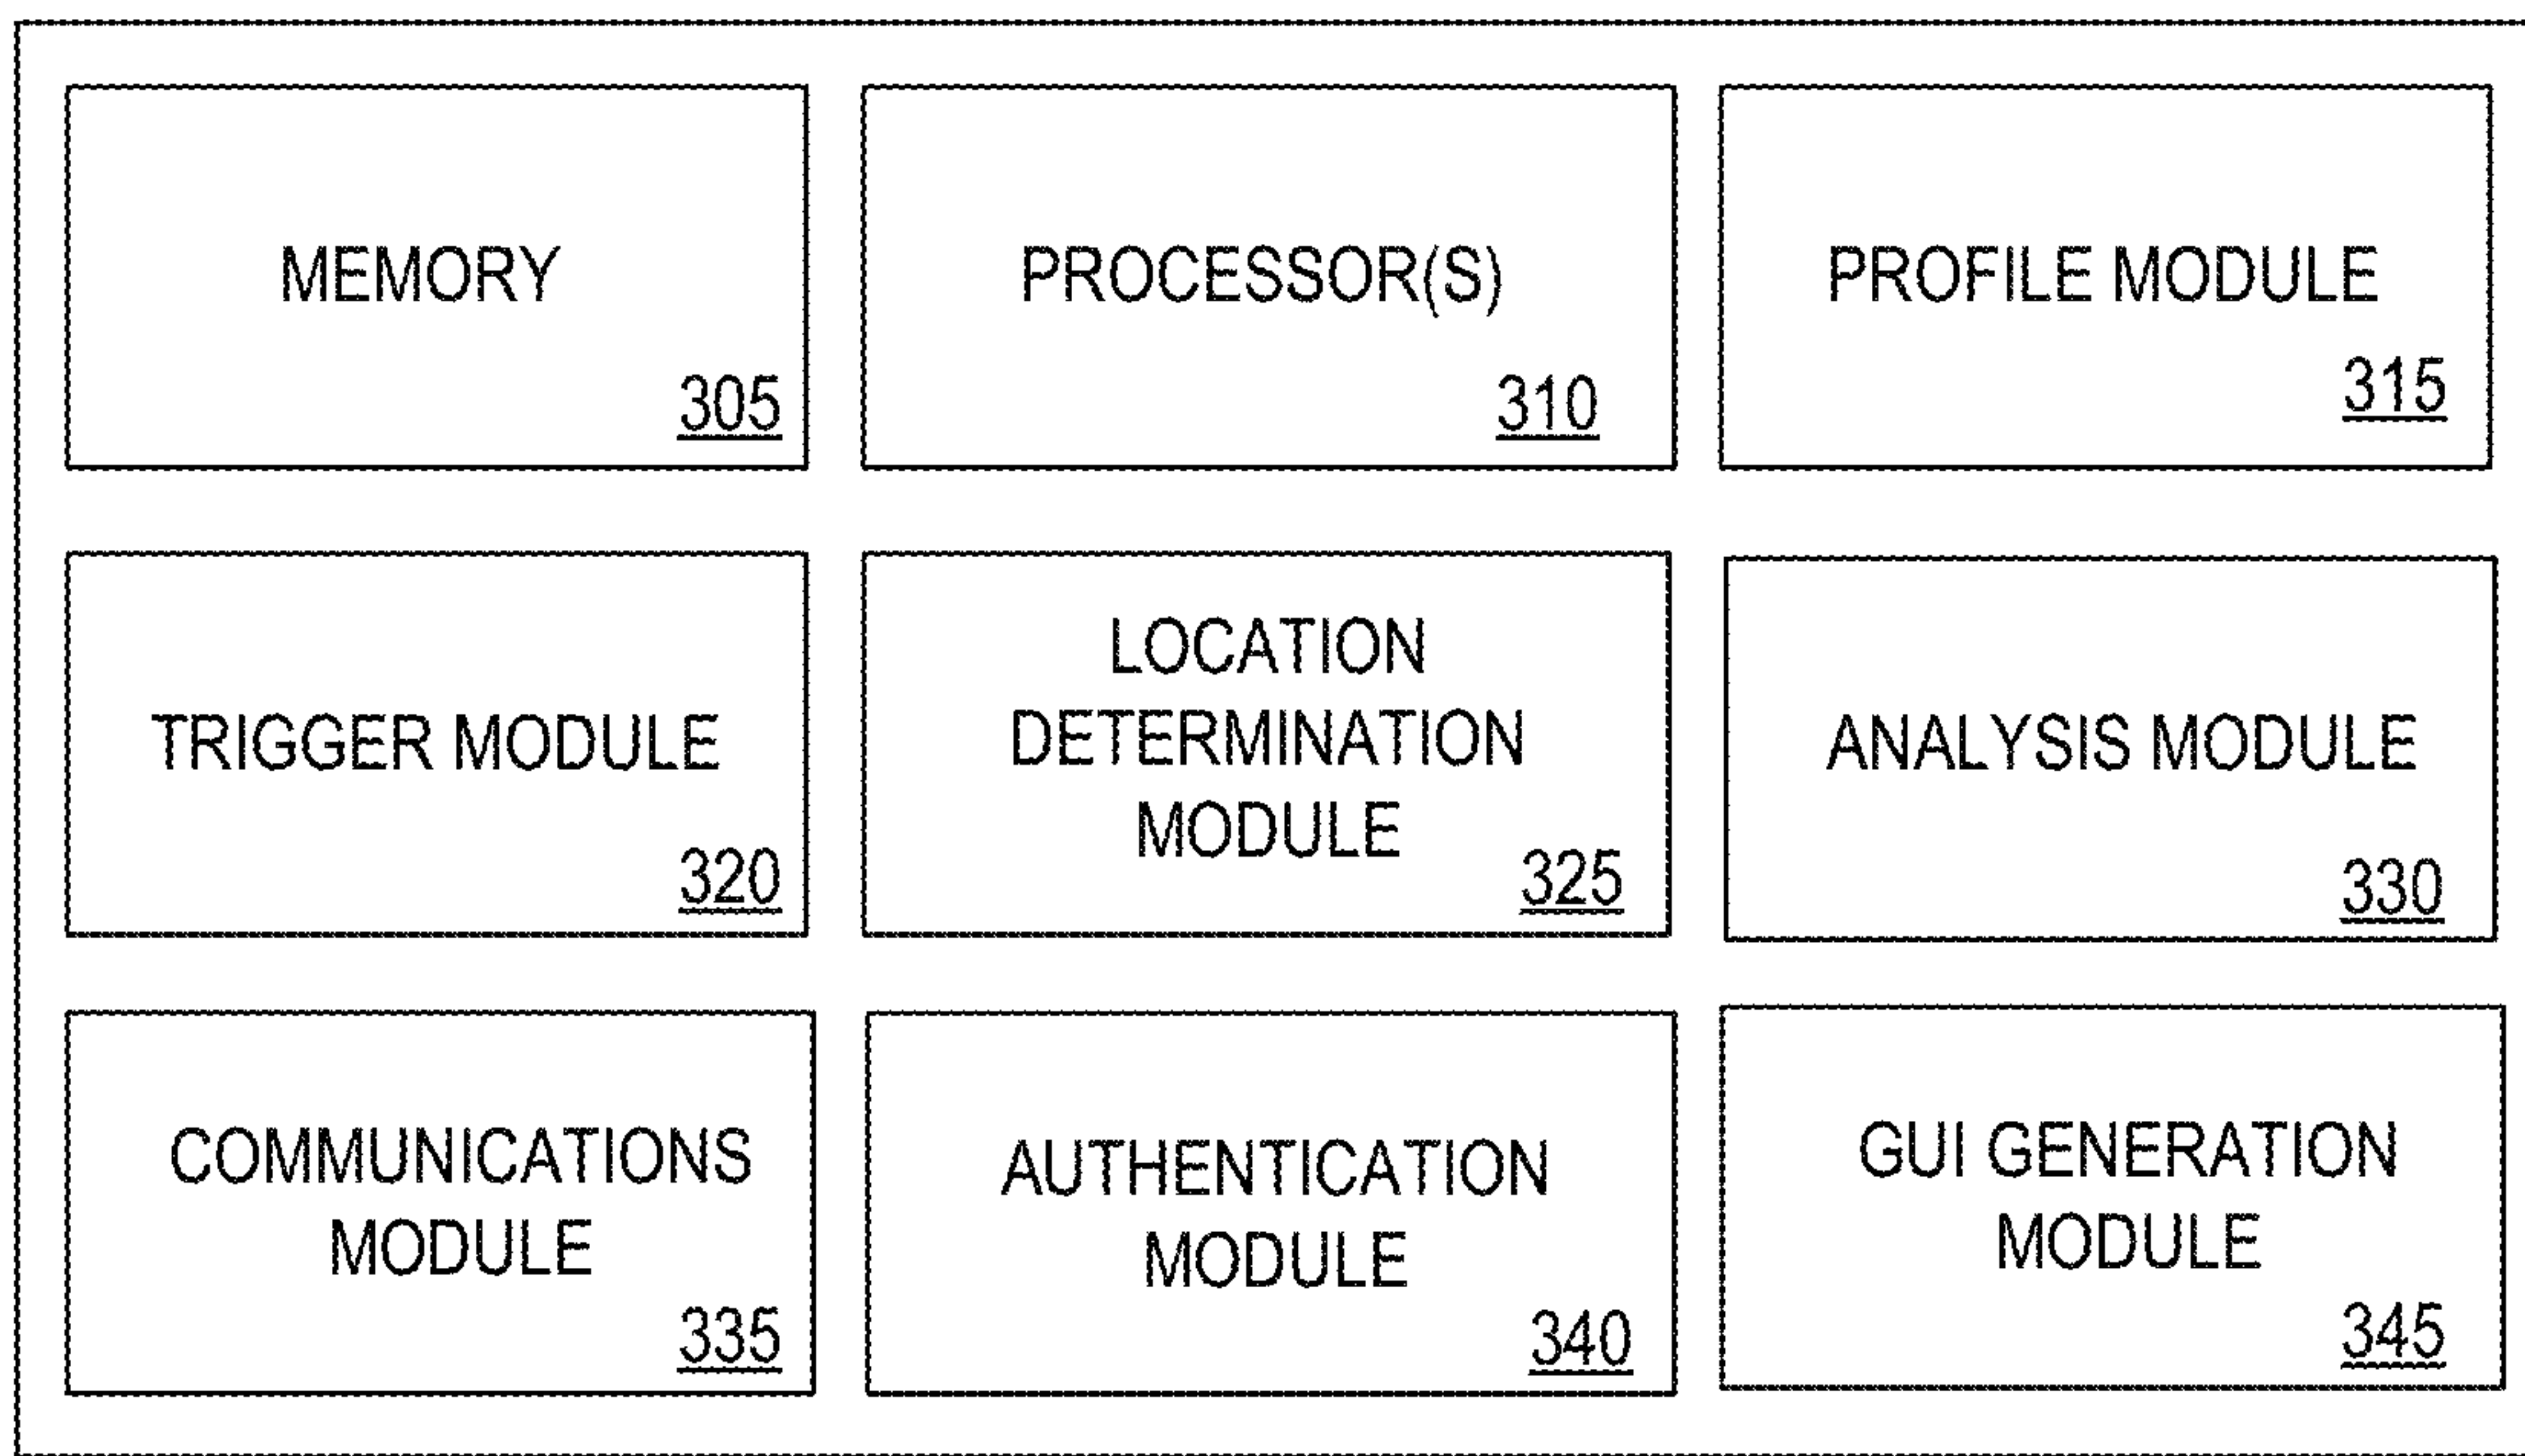 MEMORY
305
PROCESSOR(S)
310
PROFILE MODULE
315
TRIGGER MODULE
320
LOCATION
DETERMINATION
MODULE
325
ANALYSIS MODULE
330
COMMUNICATIONS
MODULE
335
AUTHENTICATION
MODULE
340
GUI GENERATION
MODULE
345